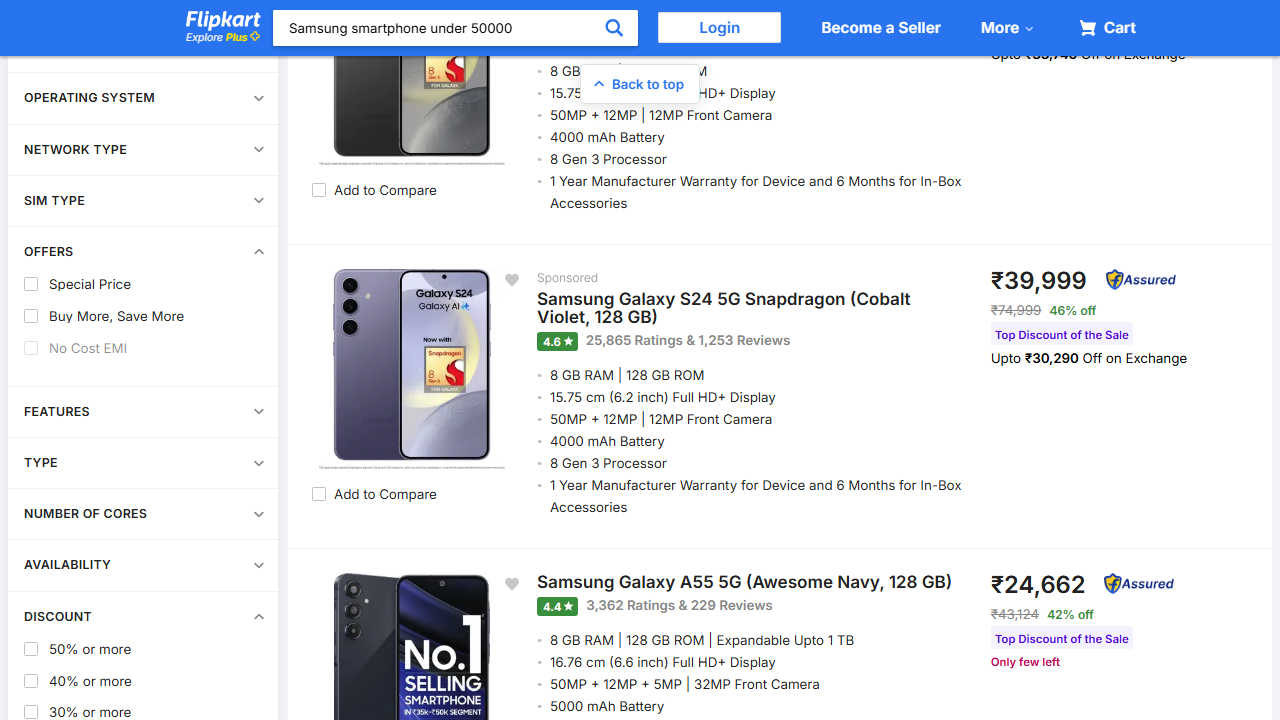 Flipkart
Explore Plus
Samsung smartphone under 50000
Login
Become a Seller
More
Cart
OPERATING SYSTEM
NETWORK TYPE
SIM TYPE
OFFERS
Special Price
Buy More, Save More
No Cost EMI
FEATURES
TYPE
NUMBER OF CORES
AVAILABILITY
DISCOUNT
50% or more
40% or more
30% or more
Back to top
8 GB
15.75 HD+ Display
50MP + 12MP | 12MP Front Camera
4000 mAh Battery
8 Gen 3 Processor
1 Year Manufacturer Warranty for Device and 6 Months for In-Box
Accessories
Add to Compare
Off on Exchange
Galaxy S24
Galaxy AI
Now with
Snapdragon
8 Gen 3
FOR GALAXY
Add to Compare
Sponsored
Samsung Galaxy S24 5G Snapdragon (Cobalt
Violet, 128 GB)
4.6 25,865 Ratings & 1,253 Reviews
8 GB RAM | 128 GB ROM
15.75 cm (6.2 inch) Full HD+ Display
50MP + 12MP | 12MP Front Camera
4000 mAh Battery
8 Gen 3 Processor
1 Year Manufacturer Warranty for Device and 6 Months for In-Box
Accessories
₹39,999 Assured
₹74,999 46% off
Top Discount of the Sale
Upto ₹30,290 Off on Exchange
No.1
SELLING
SMARTPHONE
IN ₹35K-₹50K SEGMENT
Samsung Galaxy A55 5G (Awesome Navy, 128 GB)
4.4 3,362 Ratings & 229 Reviews
8 GB RAM | 128 GB ROM | Expandable Upto 1 TB
16.76 cm (6.6 inch) Full HD+ Display
50MP + 12MP + 5MP | 32MP Front Camera
5000 mAh Battery
₹24,662 Assured
₹43,124 42% off
Top Discount of the Sale
Only few left